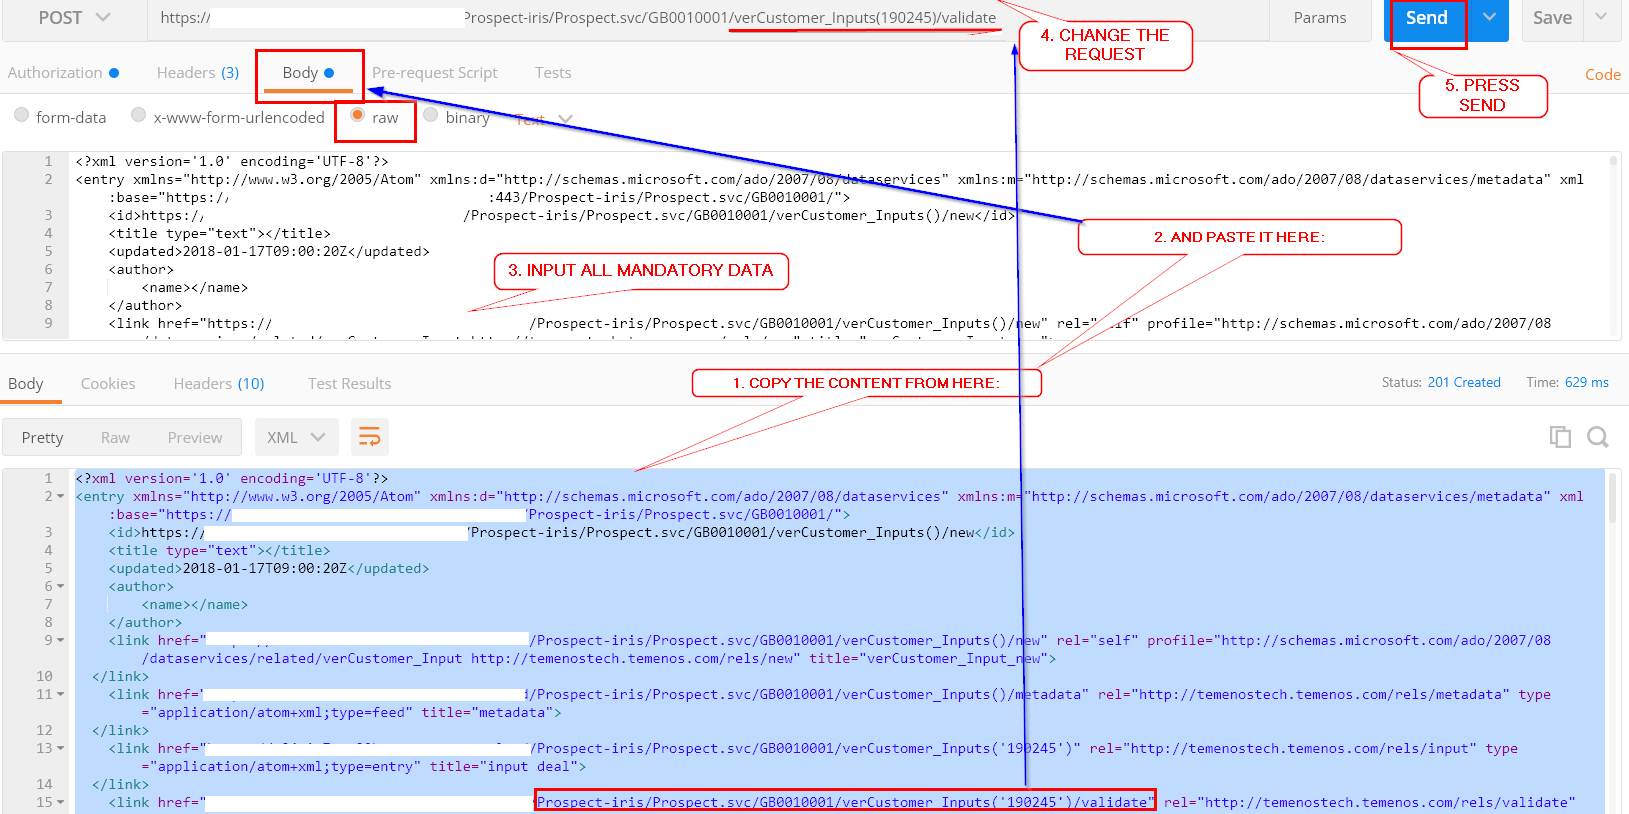 POST https:// Prospect-iris/Prospect.svc/GB0010001/verCustomer_Inputs(190245)/validate Params Send Save
4. CHANGE THE
REQUEST
5. PRESS
SEND
Authorization Headers (3) Body Pre-request Script Tests Code
form-data x-www-form-urlencoded raw binary Text
1 <?xml version='1.0' encoding='UTF-8'?>
2 <entry xmlns="http://www.w3.org/2005/Atom" xmlns:d="http://schemas.microsoft.com/ado/2007/08/dataservices" xmlns:m="http://schemas.microsoft.com/ado/2007/08/dataservices/metadata" xml
:base="https:// :443/Prospect-iris/Prospect.svc/GB0010001/">
3 <id>https:/ /Prospect-iris/Prospect.svc/GB0010001/verCustomer_Inputs()/new</id>
4 <title type="text"></title>
5 <updated>2018-01-17T09:00:20Z</updated>
6 <author>
7 <name></name>
8 </author>
9 <link href="https:// /Prospect-iris/Prospect.svc/GB0010001/verCustomer_Inputs()/new" rel="self" profile="http://schemas.microsoft.com/ado/2007/08
2. AND PASTE IT HERE:
3. INPUT ALL MANDATORY DATA
1. COPY THE CONTENT FROM HERE:
Body Cookies Headers (10) Test Results Status: 201 Created Time: 629 ms
Pretty Raw Preview XML
1 <?xml version='1.0' encoding='UTF-8'?>
2 <entry xmlns="http://www.w3.org/2005/Atom" xmlns:d="http://schemas.microsoft.com/ado/2007/08/dataservices" xmlns:m="http://schemas.microsoft.com/ado/2007/08/dataservices/metadata" xml
:base="https:// /Prospect-iris/Prospect.svc/GB0010001/">
3 <id>https:// /Prospect-iris/Prospect.svc/GB0010001/verCustomer_Inputs()/new</id>
4 <title type="text"></title>
5 <updated>2018-01-17T09:00:20Z</updated>
6 <author>
7 <name></name>
8 </author>
9 <link href=" /Prospect-iris/Prospect.svc/GB0010001/verCustomer_Inputs()/new" rel="self" profile="http://schemas.microsoft.com/ado/2007/08
/dataservices/related/verCustomer_Input http://temenostech.temenos.com/rels/new" title="verCustomer_Input_new">
10 </link>
11 <link href=" /Prospect-iris/Prospect.svc/GB0010001/verCustomer_Inputs()/metadata" rel="http://temenostech.temenos.com/rels/metadata" type
="application/atom+xml;type=feed" title="metadata">
12 </link>
13 <link href=" /Prospect-iris/Prospect.svc/GB0010001/verCustomer_Inputs('190245')" rel="http://temenostech.temenos.com/rels/input" type
="application/atom+xml;type=entry" title="input deal">
14 </link>
15 <link href=" Prospect-iris/Prospect.svc/GB0010001/verCustomer_Inputs('190245')/validate" rel="http://temenostech.temenos.com/rels/validate"